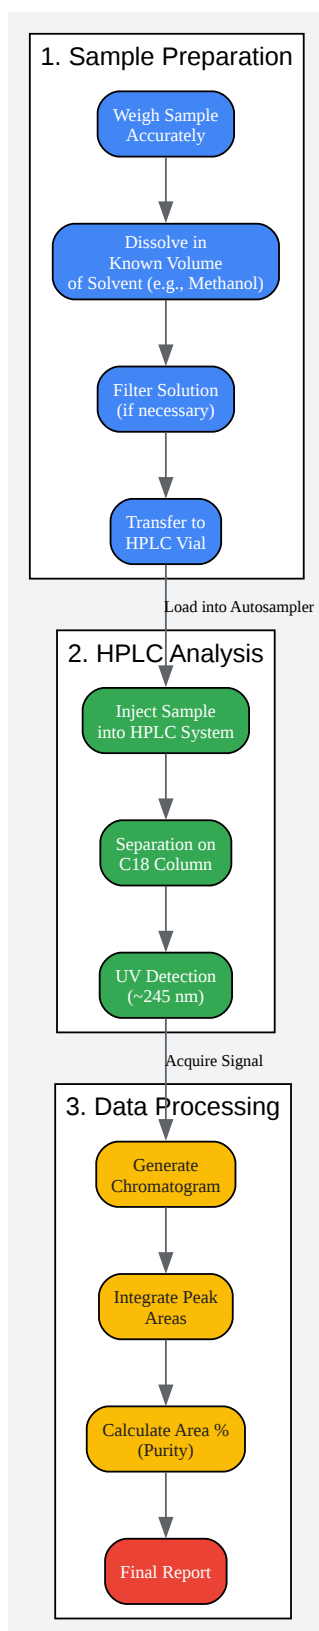 1. Sample Preparation
Weigh Sample
Accurately
Dissolve in
Known Volume
of Solvent (e.g., Methanol)
Filter Solution
(if necessary)
Transfer to
HPLC Vial
Load into Autosampler
2. HPLC Analysis
Inject Sample
into HPLC System
Separation on
C18 Column
UV Detection
(~245 nm)
Acquire Signal
3. Data Processing
Generate
Chromatogram
Integrate Peak
Areas
Calculate Area %
(Purity)
Final Report